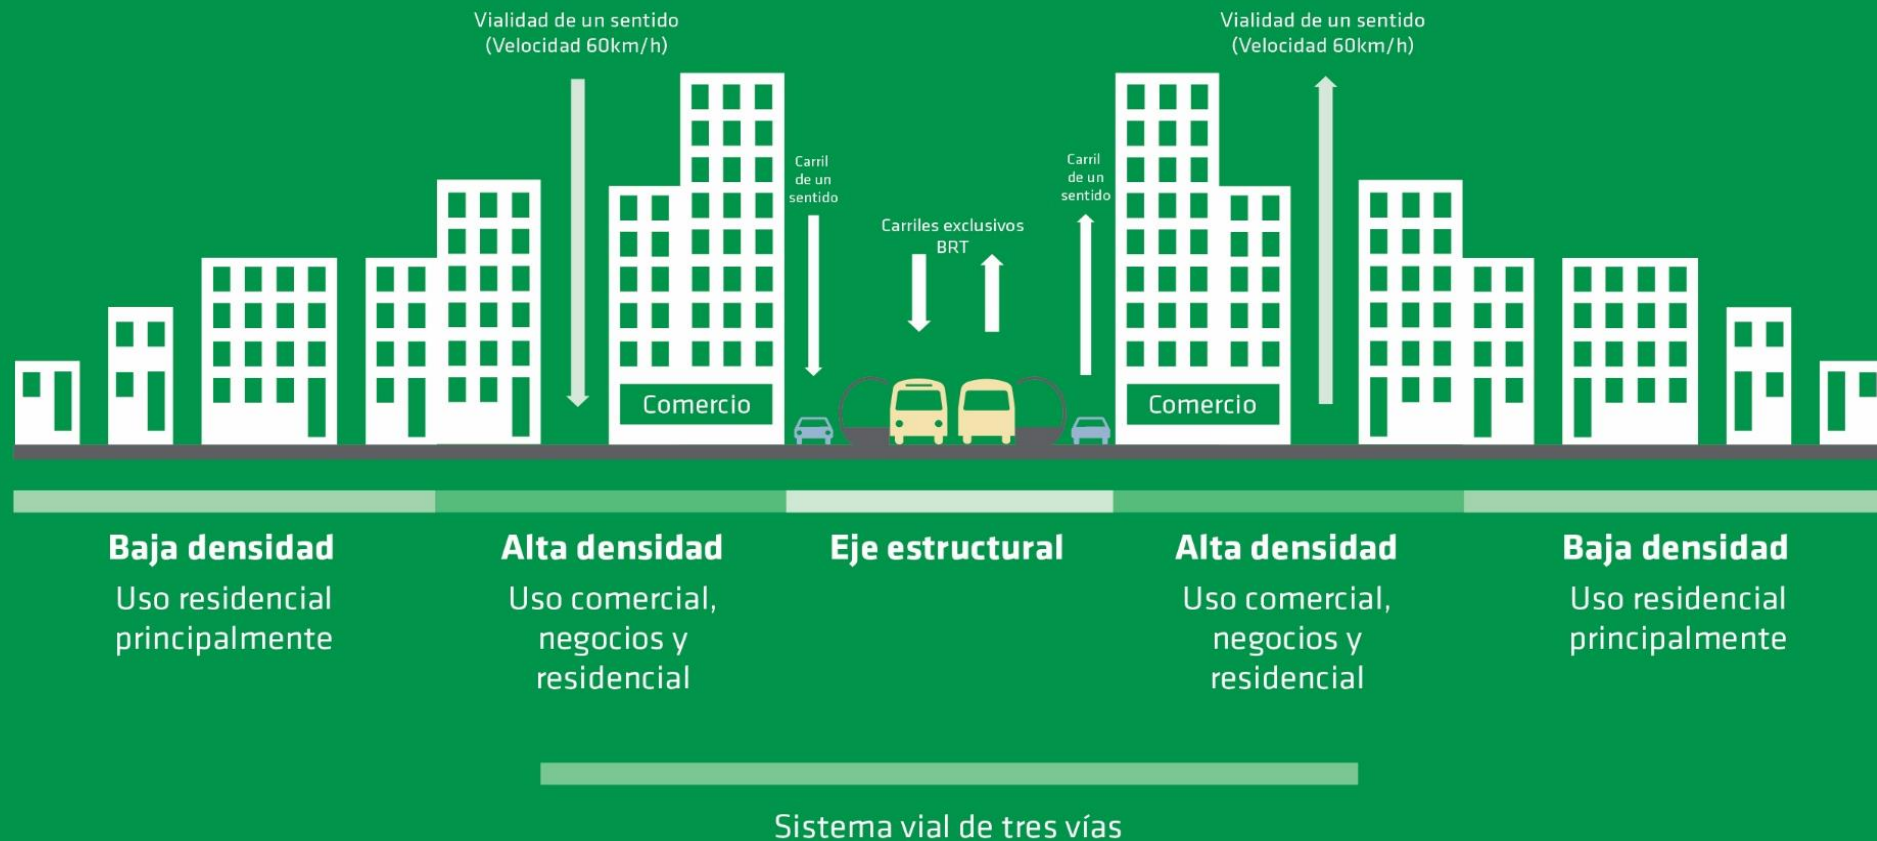 Vialidad de un sentido
(Velocidad 60km/h)
Vialidad de un sentido
(Velocidad 60km/h)
Carril
de un
sentido
Carriles exclusivos
BRT
Carril
de un
sentido
Comercio
Comercio
Baja densidad
Uso residencial
principalmente
Alta densidad
Uso comercial,
negocios y
residencial
Eje estructural
Alta densidad
Uso comercial,
negocios y
residencial
Baja densidad
Uso residencial
principalmente
Sistema vial de tres vías